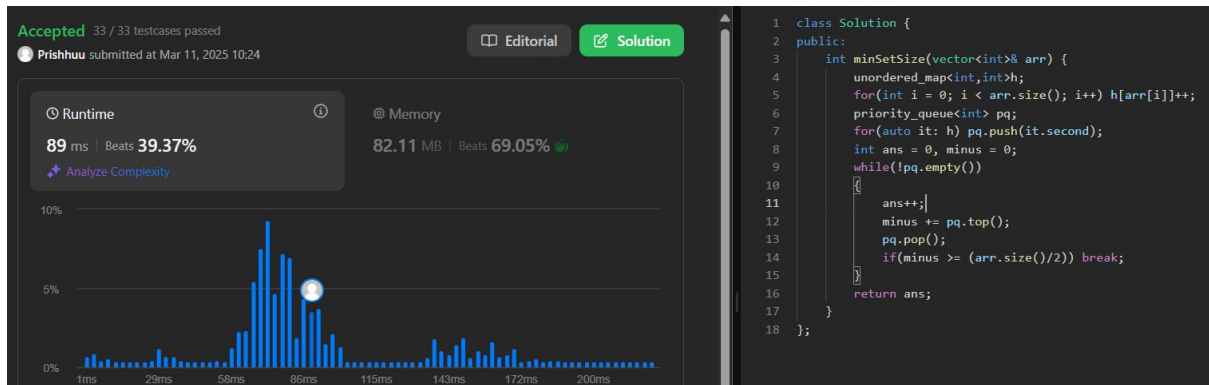 Accepted 33 / 33 testcases passed
Editorial
Solution
Prishhuu submitted at Mar 11, 2025 10:24
Runtime
89 ms | Beats 39.37%
Analyze Complexity
Memory
82.11 MB | Beats 69.05%
10%
5%
0%
1ms 29ms 58ms 86ms 115ms 143ms 172ms 200ms
1 class Solution {
2 public:
3     int minSetSize(vector<int>& arr) {
4         unordered_map<int,int>h;
5         for(int i = 0; i < arr.size(); i++) h[arr[i]]++;
6         priority_queue<int> pq;
7         for(auto it: h) pq.push(it.second);
8         int ans = 0, minus = 0;
9         while(!pq.empty())
10         {
11             ans++;
12             minus += pq.top();
13             pq.pop();
14             if(minus >= (arr.size()/2)) break;
15         }
16         return ans;
17     }
18 };